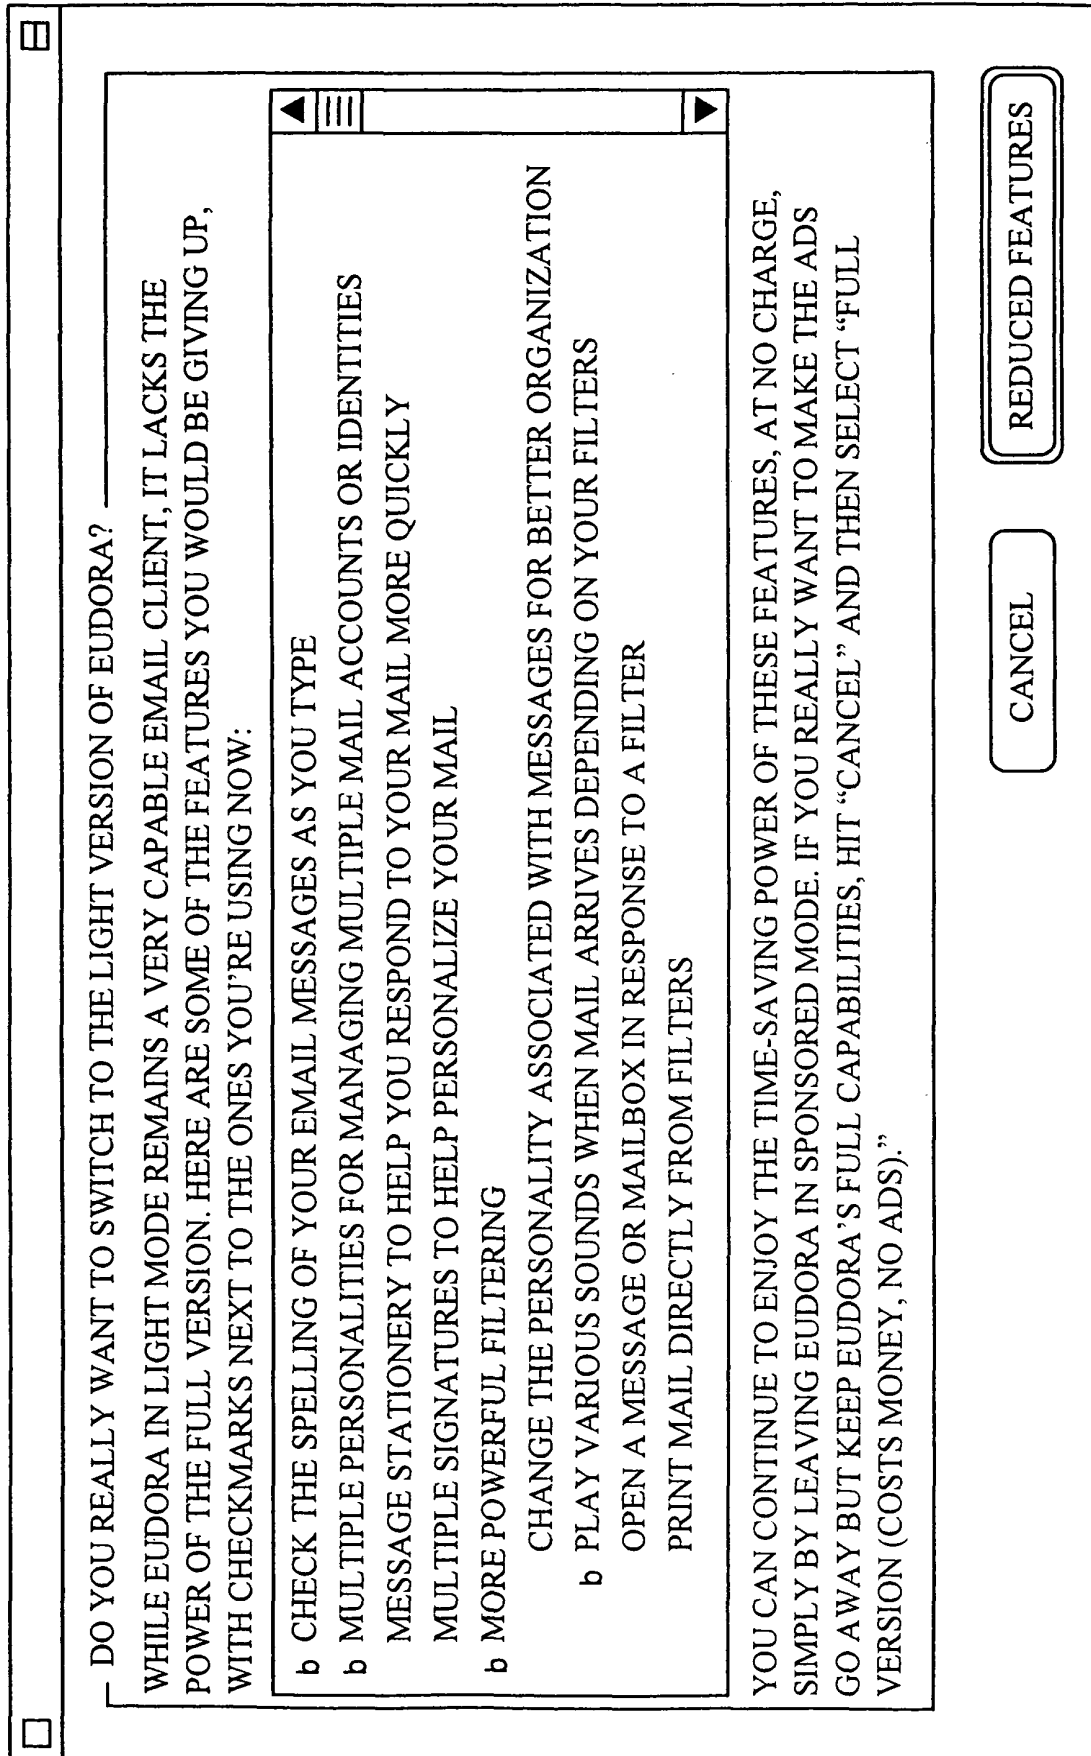 DO YOU REALLY WANT TO SWITCH TO THE LIGHT VERSION OF EUDORA?
WHILE EUDORA IN LIGHT MODE REMAINS A VERY CAPABLE EMAIL CLIENT, IT LACKS THE
POWER OF THE FULL VERSION. HERE ARE SOME OF THE FEATURES YOU WOULD BE GIVING UP,
WITH CHECKMARKS NEXT TO THE ONES YOU'RE USING NOW:
b CHECK THE SPELLING OF YOUR EMAIL MESSAGES AS YOU TYPE
b MULTIPLE PERSONALITIES FOR MANAGING MULTIPLE MAIL ACCOUNTS OR IDENTITIES
MESSAGE STATIONERY TO HELP YOU RESPOND TO YOUR MAIL MORE QUICKLY
MULTIPLE SIGNATURES TO HELP PERSONALIZE YOUR MAIL
b MORE POWERFUL FILTERING
CHANGE THE PERSONALITY ASSOCIATED WITH MESSAGES FOR BETTER ORGANIZATION
b PLAY VARIOUS SOUNDS WHEN MAIL ARRIVES DEPENDING ON YOUR FILTERS
OPEN A MESSAGE OR MAILBOX IN RESPONSE TO A FILTER
PRINT MAIL DIRECTLY FROM FILTERS
YOU CAN CONTINUE TO ENJOY THE TIME-SAVING POWER OF THESE FEATURES, AT NO CHARGE,
SIMPLY BY LEAVING EUDORA IN SPONSORED MODE. IF YOU REALLY WANT TO MAKE THE ADS
GO AWAY BUT KEEP EUDORA'S FULL CAPABILITIES, HIT "CANCEL" AND THEN SELECT "FULL
VERSION (COSTS MONEY, NO ADS)."
CANCEL
REDUCED FEATURES